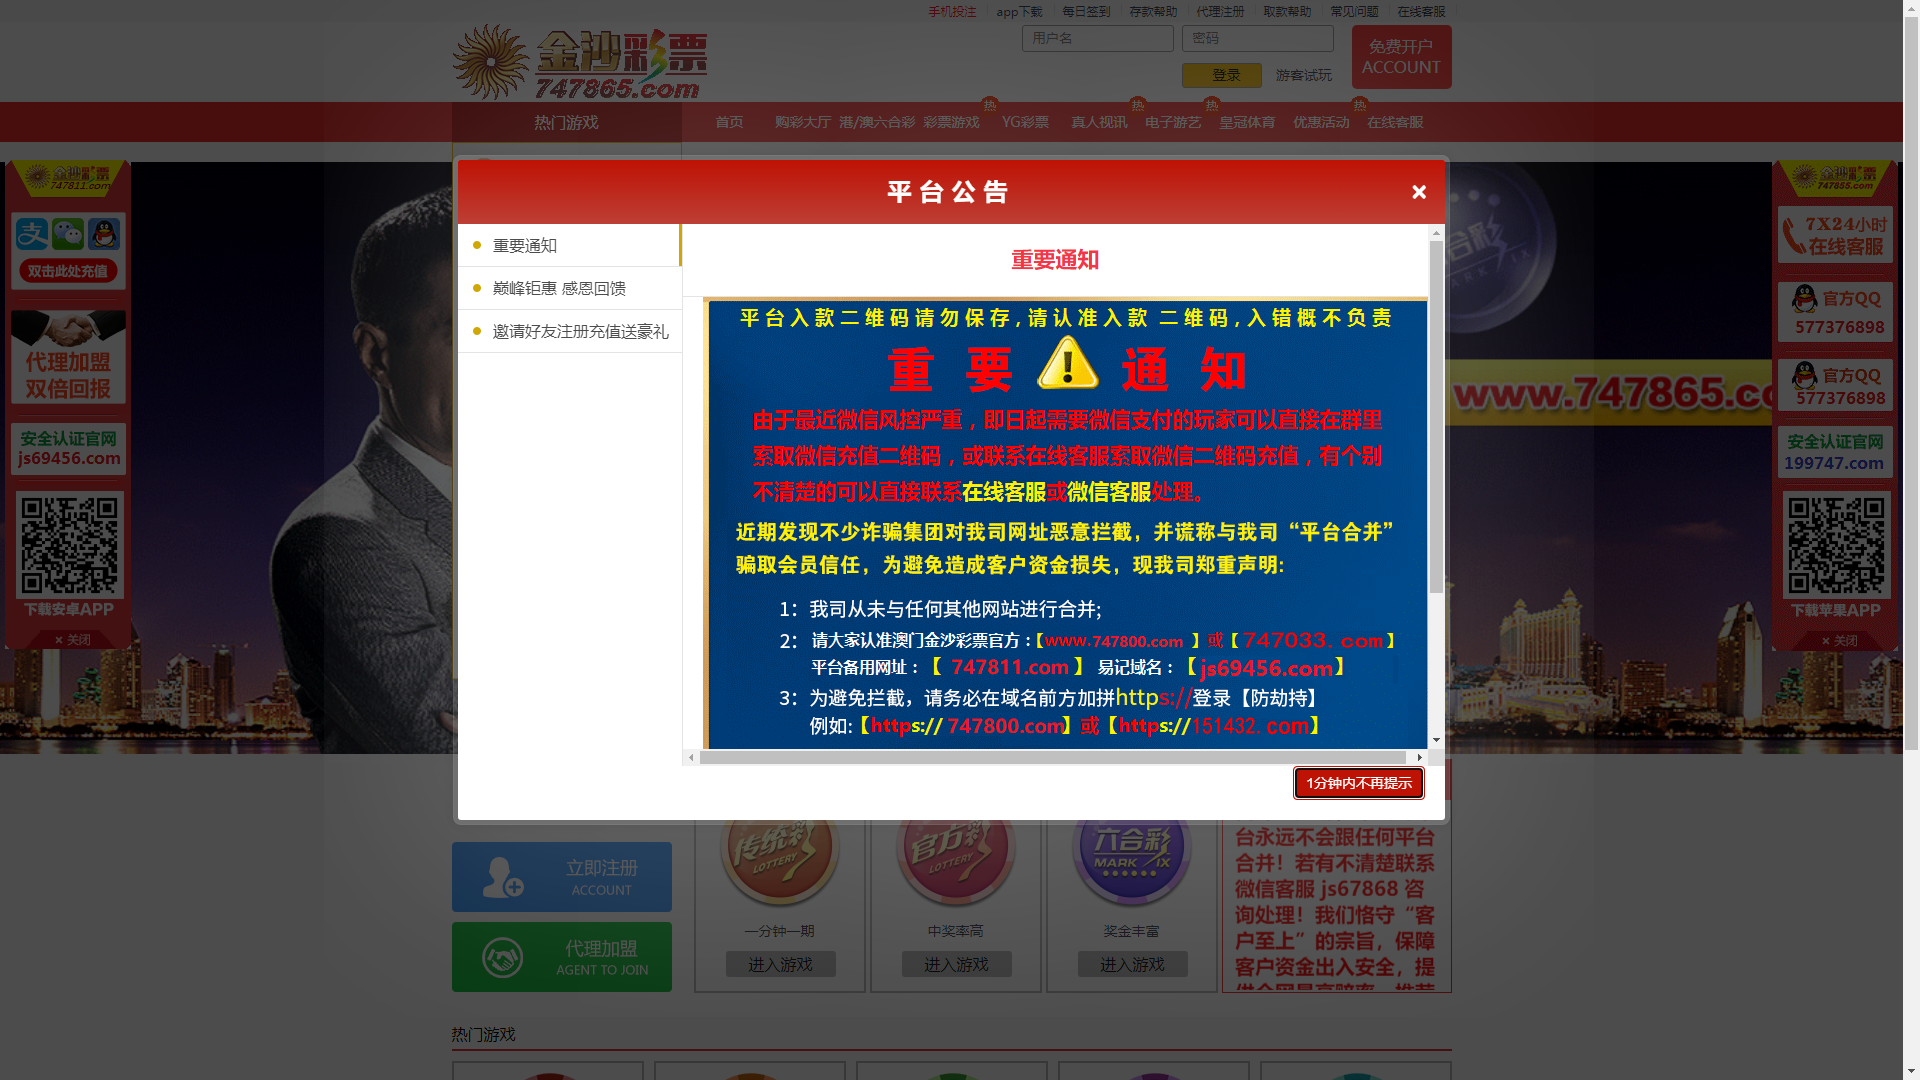 手机投注
app下载
每日签到
存款帮助
代理注册
取款帮助
常见问题
在线客服
金沙彩票
747865.com
用户名
密码
登录
游客试玩
免费开户
ACCOUNT
热门游戏
首页
购彩大厅
港/澳六合彩
彩票游戏
热
YG彩票
真人视讯
热
电子游艺
热
皇冠体育
优惠活动
热
在线客服
金沙彩票
747811.com
双击此处充值
代理加盟
双倍回报
安全认证官网
js69456.com
下载安卓APP
× 关闭
平台公告
×
重要通知
巅峰钜惠 感恩回馈
邀请好友注册充值送豪礼
重要通知
平台入款二维码请勿保存,请认准入款 二维码,入错概不负责
重 要 通 知
由于最近微信风控严重，即日起需要微信支付的玩家可以直接在群里
索取微信充值二维码，或联系在线客服索取微信二维码充值，有个别
不清楚的可以直接联系在线客服或微信客服处理。
近期发现不少诈骗集团对我司网址恶意拦截，并谎称与我司“平台合并”
骗取会员信任，为避免造成客户资金损失，现我司郑重声明:
1：我司从未与任何其他网站进行合并;
2：请大家认准澳门金沙彩票官方：【www.747800.com 】或【747033. com】
平台备用网址：【 747811.com 】 易记域名：【js69456.com】
3：为避免拦截，请务必在域名前方加拼https://登录【防劫持】
例如:【https:// 747800.com】或【https://151432. com】
1分钟内不再提示
金沙彩票
747855.com
7X24小时
在线客服
官方QQ
577376898
官方QQ
577376898
安全认证官网
199747.com
下载苹果APP
× 关闭
六合彩
MARK SIX
www.747865.co
立即注册
ACCOUNT
代理加盟
AGENT TO JOIN
传统彩
LOTTERY
一分钟一期
进入游戏
官方彩
LOTTERY
中奖率高
进入游戏
六合彩
MARK SIX
奖金丰富
进入游戏
台永远不会跟任何平台
合并！若有不清楚联系
微信客服 js67868 咨
询处理！我们恪守“客
户至上”的宗旨，保障
客户资金出入安全，提
供全网最高赔率，推荐
热门游戏